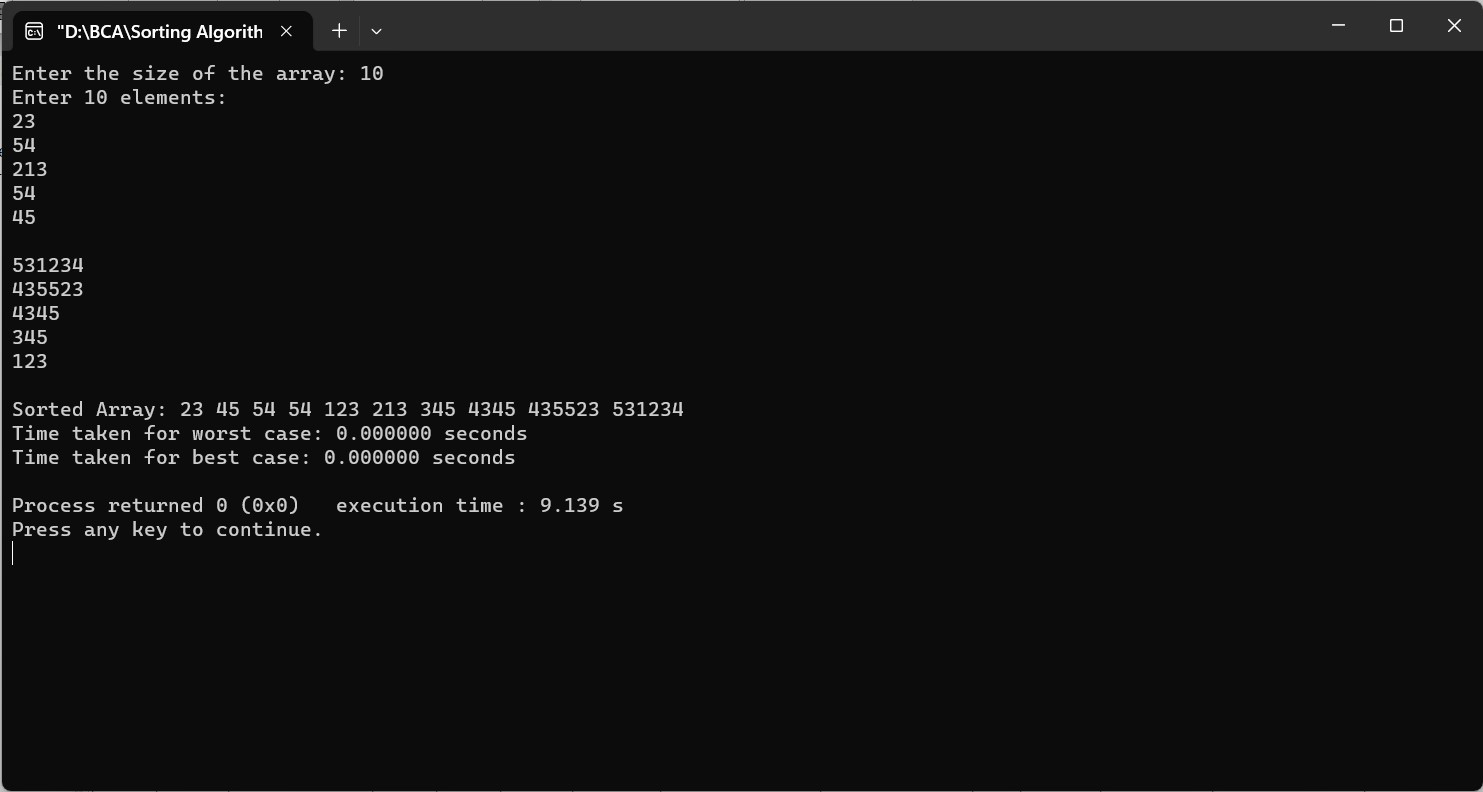 "D:\BCA\Sorting Algorith
Enter the size of the array: 10
Enter 10 elements:
23
54
213
54
45
531234
435523
4345
345
123
Sorted Array: 23 45 54 54 123 213 345 4345 435523 531234
Time taken for worst case: 0.000000 seconds
Time taken for best case: 0.000000 seconds
Process returned 0 (0x0)   execution time : 9.139 s
Press any key to continue.